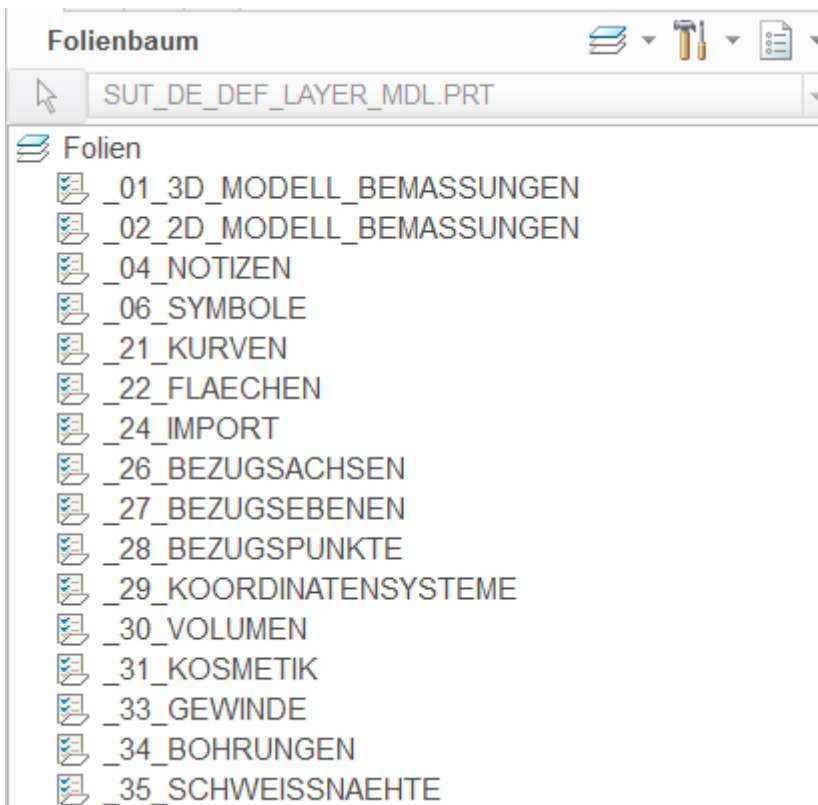 Folienbaum
SUT_DE_DEF_LAYER_MDL.PRT
Folien
_01_3D_MODELL_BEMASSUNGEN
_02_2D_MODELL_BEMASSUNGEN
_04_NOTIZEN
_06_SYMBOLE
_21_KURVEN
_22_FLAECHEN
_24_IMPORT
_26_BEZUGSACHSEN
_27_BEZUGSEBENEN
_28_BEZUGSPUNKTE
_29_KOORDINATENSYSTEME
_30_VOLUMEN
_31_KOSMETIK
_33_GEWINDE
_34_BOHRUNGEN
_35_SCHWEISSNAEHTE